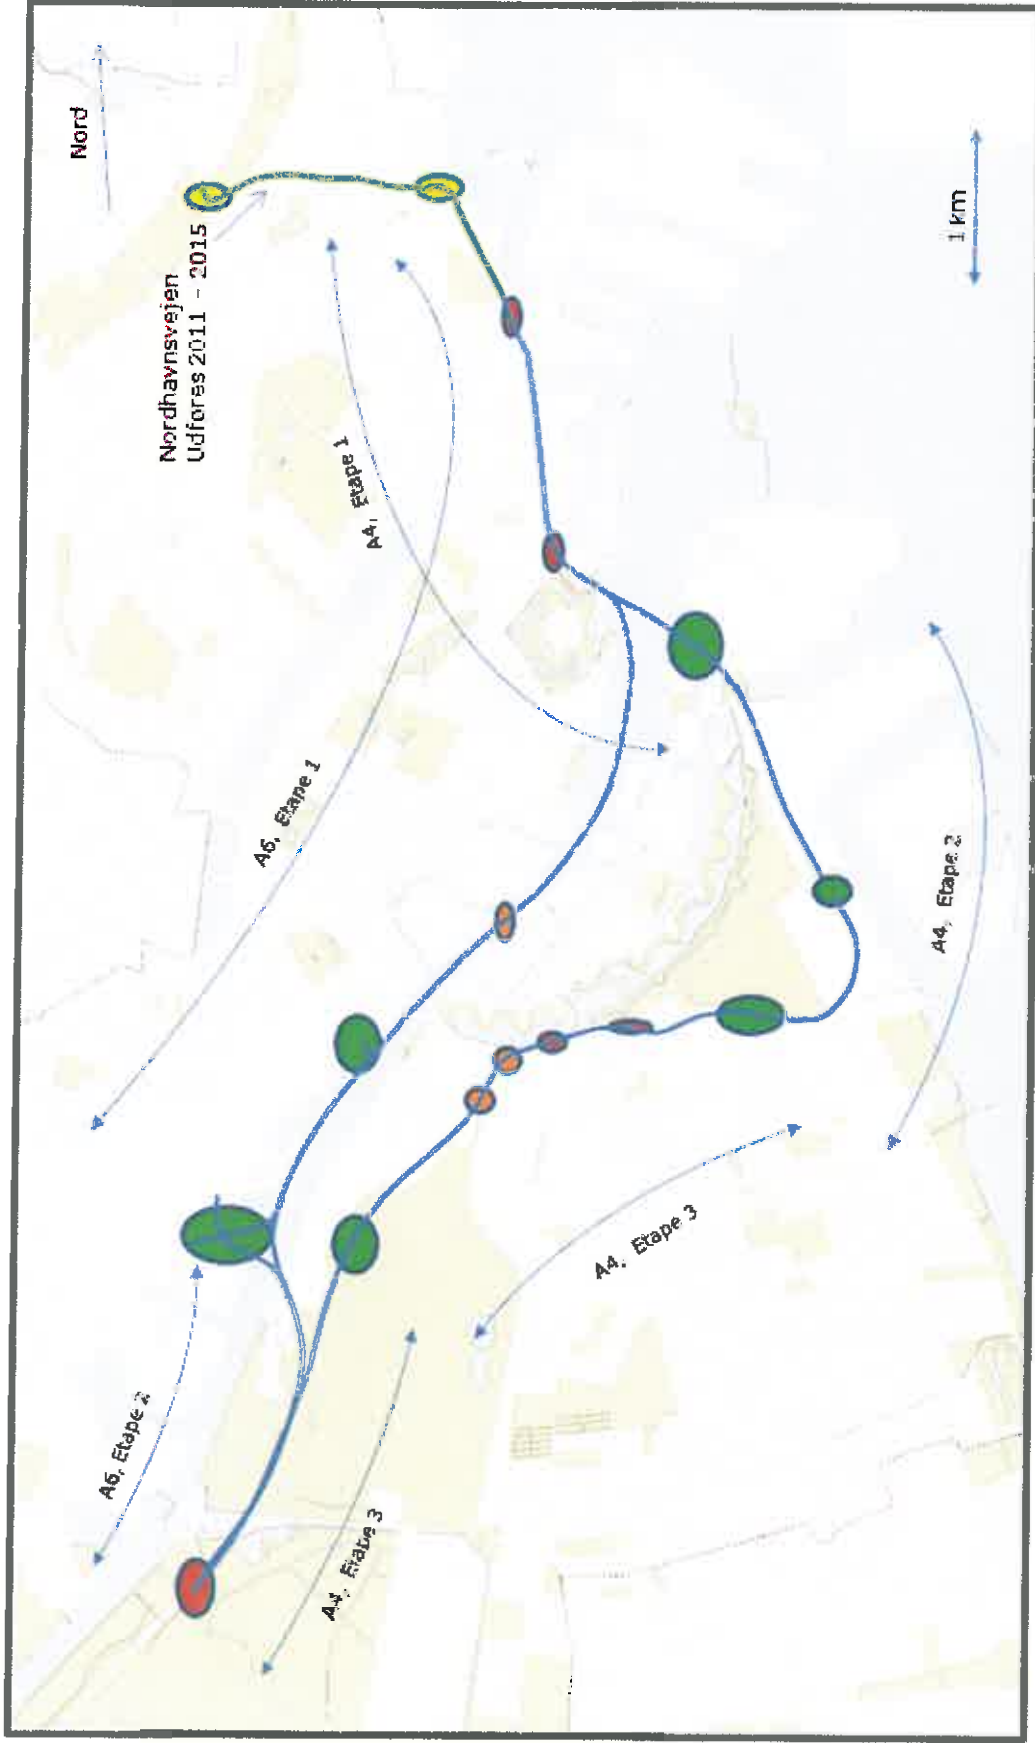 Nord
Nordhavnsvejen
Udføres 2011 - 2015
A4, Etape 1
A6, Etape 1
1 km
A4, Etape 2
A4, Etape 3
A6, Etape 2
A4, Etape 3